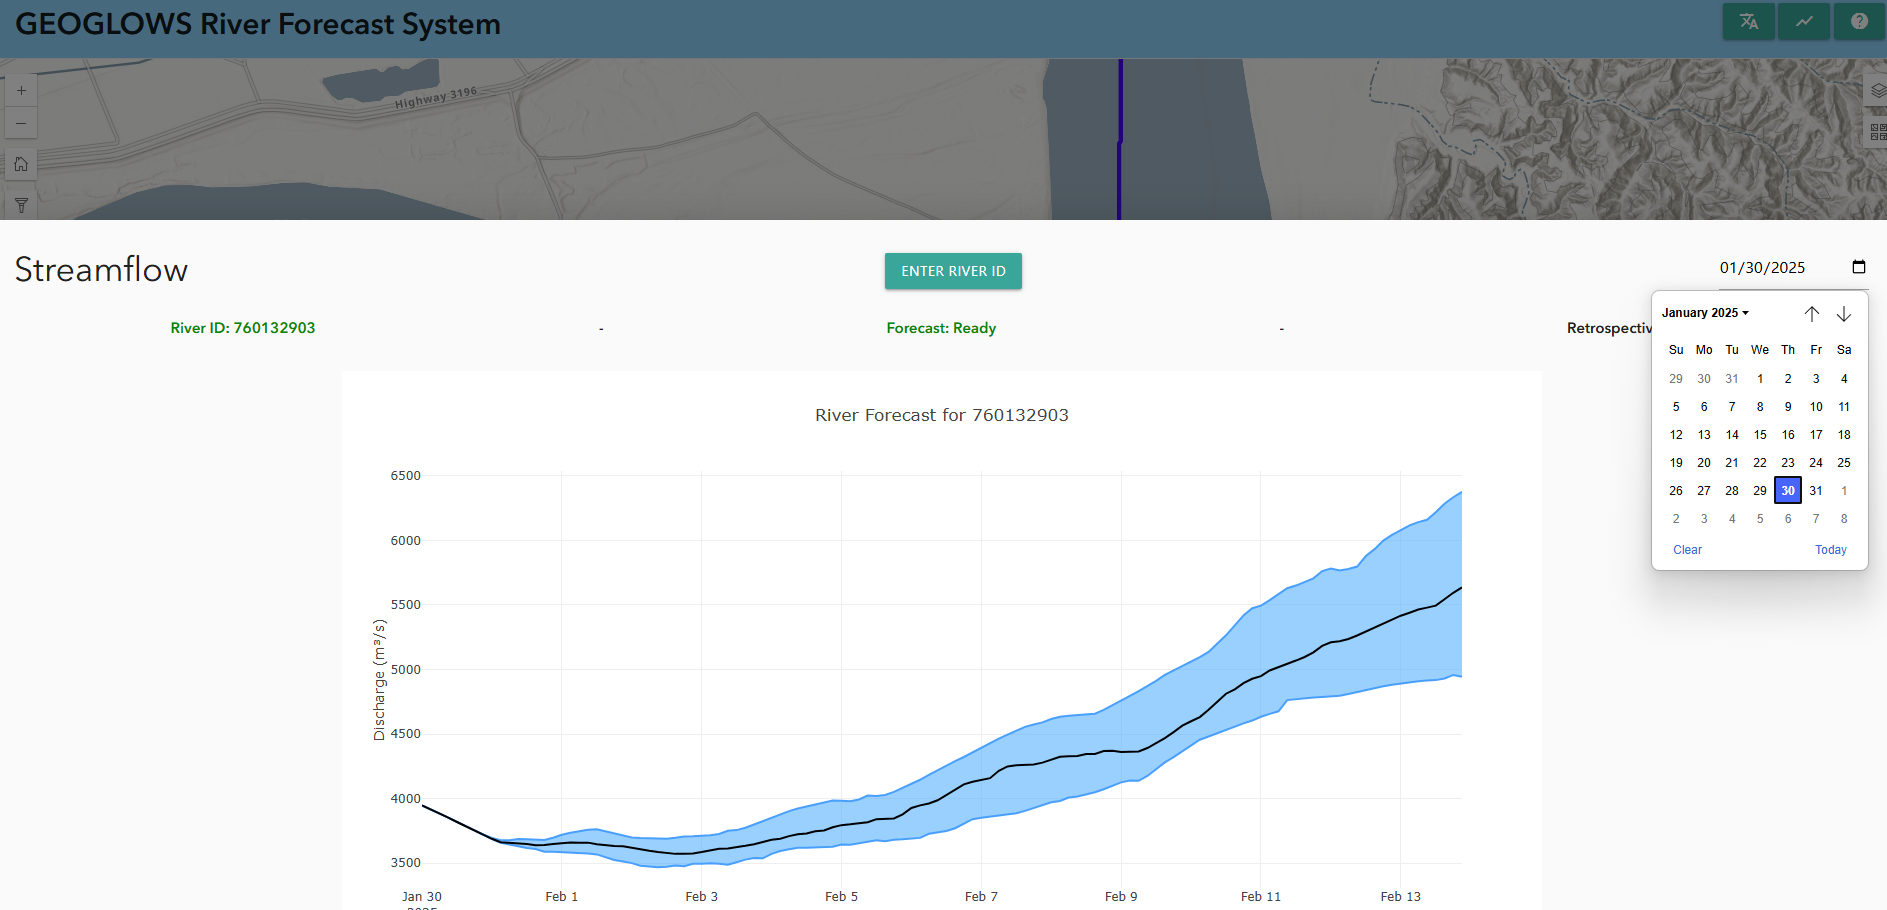 GEOGLOWS River Forecast System
Highway 3196
Streamflow
ENTER RIVER ID
01/30/2025
River ID: 760132903
-
Forecast: Ready
-
Retrospectiv
January 2025
Su Mo Tu We Th Fr Sa
29 30 31 1 2 3 4
5 6 7 8 9 10 11
12 13 14 15 16 17 18
19 20 21 22 23 24 25
26 27 28 29 30 31 1
2 3 4 5 6 7 8
Clear Today
River Forecast for 760132903
Discharge (m³/s)
6500
6000
5500
5000
4500
4000
3500
Jan 30 Feb 1 Feb 3 Feb 5 Feb 7 Feb 9 Feb 11 Feb 13